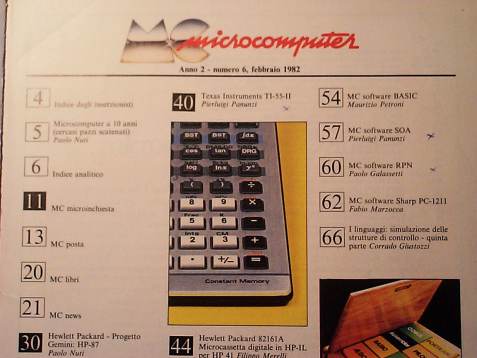 MC microcomputer
Anno 2 - numero 6, febbraio 1982
4 Indice degli inserzionisti
5 Microcomputer a 10 anni
(cercasi pazzi scatenati)
Paolo Nuti
6 Indice analitico
11 MC microinchiesta
13 MC posta
20 MC libri
21 MC news
30 Hewlett Packard - Progetto
Gemini: HP-87
Paolo Nuti
40 Texas Instruments TI-55-II
Pierluigi Panunzi
BST SST ∫dx
cos tan DRG
log lnx yˣ
( ) ÷
8 9 ×
5 6 −
Intg CM
2 3 +
. +/− =
Constant Memory
44 Hewlett Packard 82161A
Microcassetta digitale in HP-IL
per HP 41 Filippo Merelli
54 MC software BASIC
Maurizio Petroni
57 MC software SOA
Pierluigi Panunzi
60 MC software RPN
Paolo Galassetti
62 MC software Sharp PC-1211
Fabio Marzocca
66 I linguaggi: simulazione delle
strutture di controllo - quinta
parte Corrado Giustozzi